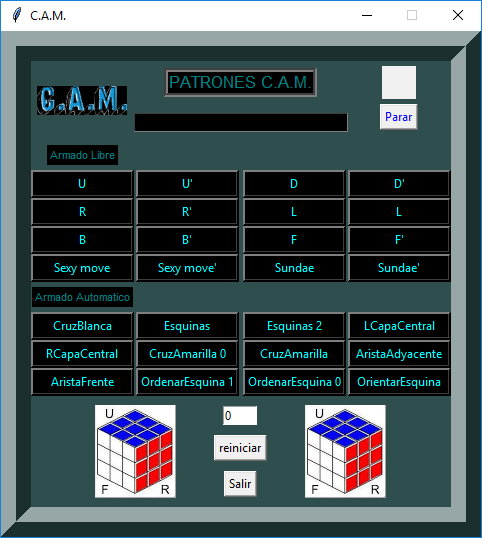 C.A.M.
PATRONES C.A.M.
C.A.M.
Parar
Armado Libre
U U' D D'
R R' L L
B B' F F'
Sexy move Sexy move' Sundae Sundae'
Armado Automatico
CruzBlanca Esquinas Esquinas 2 LCapaCentral
RCapaCentral CruzAmarilla 0 CruzAmarilla AristaAdyacente
AristaFrente OrdenarEsquina 1 OrdenarEsquina 0 OrientarEsquina
U 0 U
reiniciar
F R Salir F R